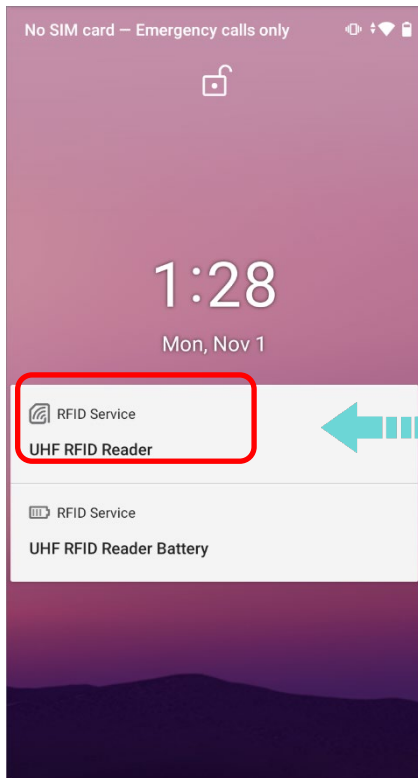 No SIM card — Emergency calls only
1:28
Mon, Nov 1
RFID Service
UHF RFID Reader
RFID Service
UHF RFID Reader Battery